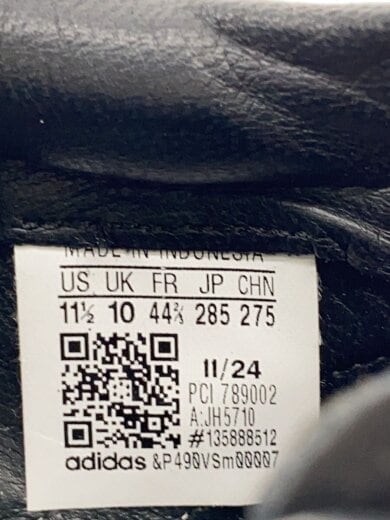 MADE IN INDONESIA
US UK FR JP CHN
11½ 10 44⅔ 285 275
11/24
PCI 789002
A:JH5710
#135888512
adidas &P490VSm00007